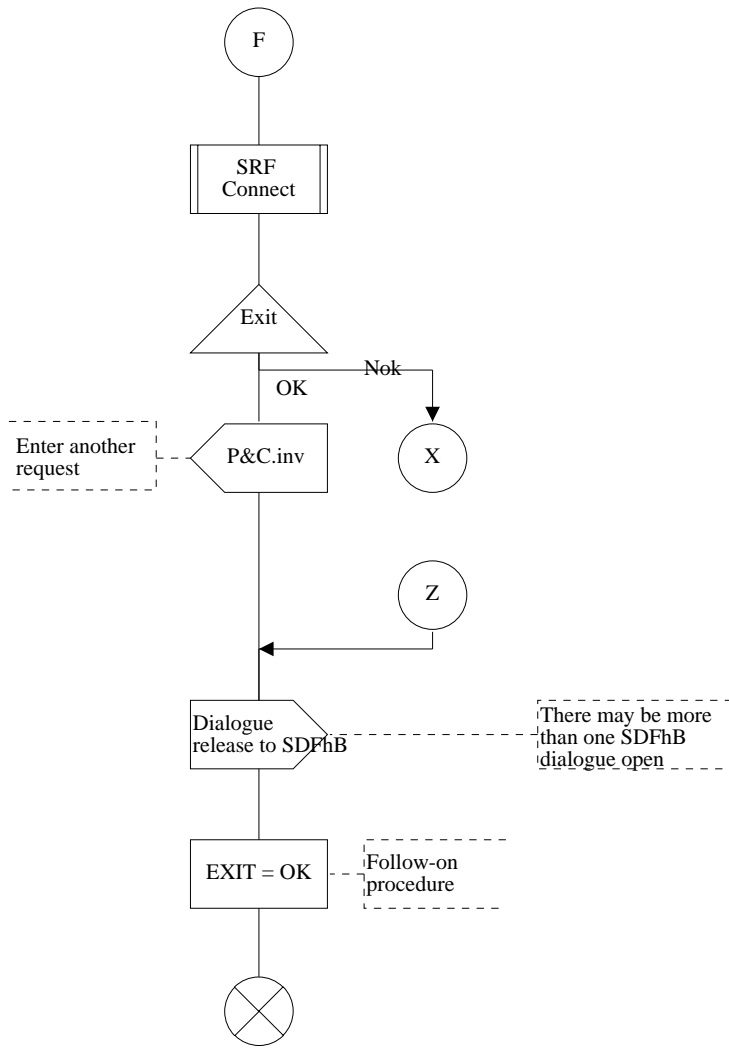 F
SRF
Connect
Exit
Nok
OK
Enter another
request
P&C.inv
X
Z
Dialogue
release to SDFhB
There may be more
than one SDFhB
dialogue open
EXIT = OK
Follow-on
procedure